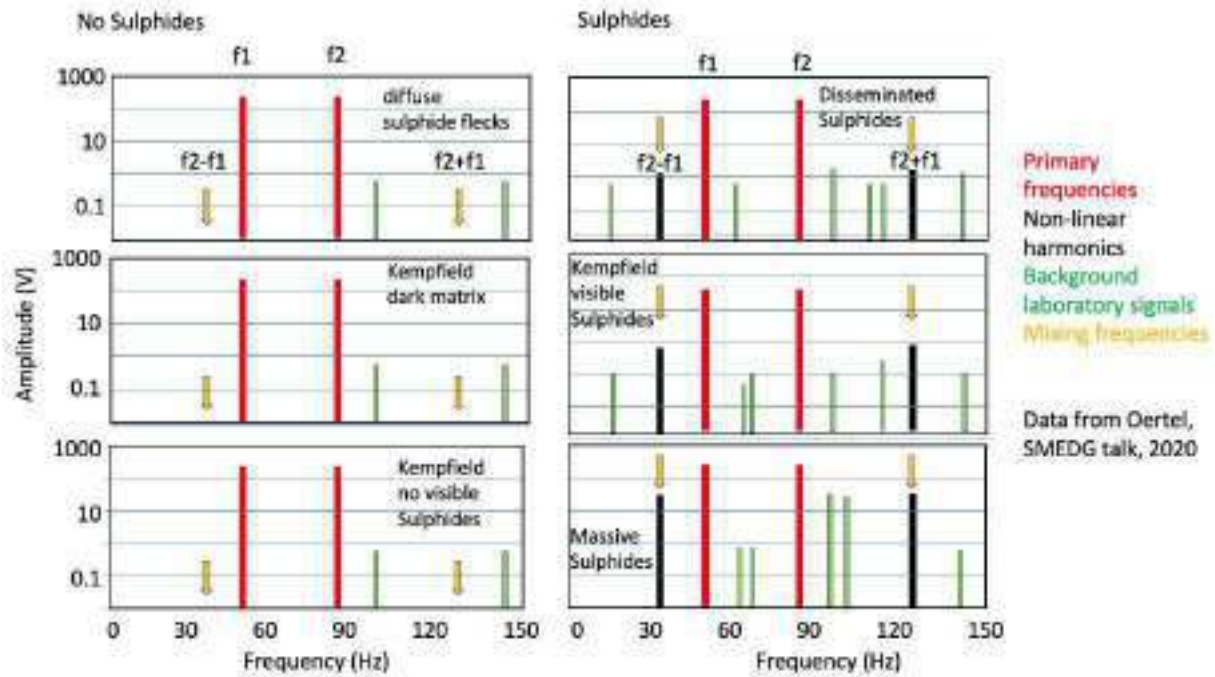 No Sulphides
Sulphides
f1
f2
1000
10
0.1
diffuse
sulphide flecks
f2-f1
f2+f1
1000
10
0.1
Kempfield
dark matrix
1000
10
0.1
Kempfield
no visible
Sulphides
Amplitude (V)
0
30
60
90
120
150
Frequency (Hz)
f1
f2
Disseminated
Sulphides
f2-f1
f2+f1
Kempfield
visible
Sulphides
Massive
Sulphides
0
30
60
90
120
150
Frequency (Hz)
Primary
frequencies
Non-linear
harmonics
Background
laboratory signals
Mixing frequencies
Data from Oertel,
SMEDG talk, 2020